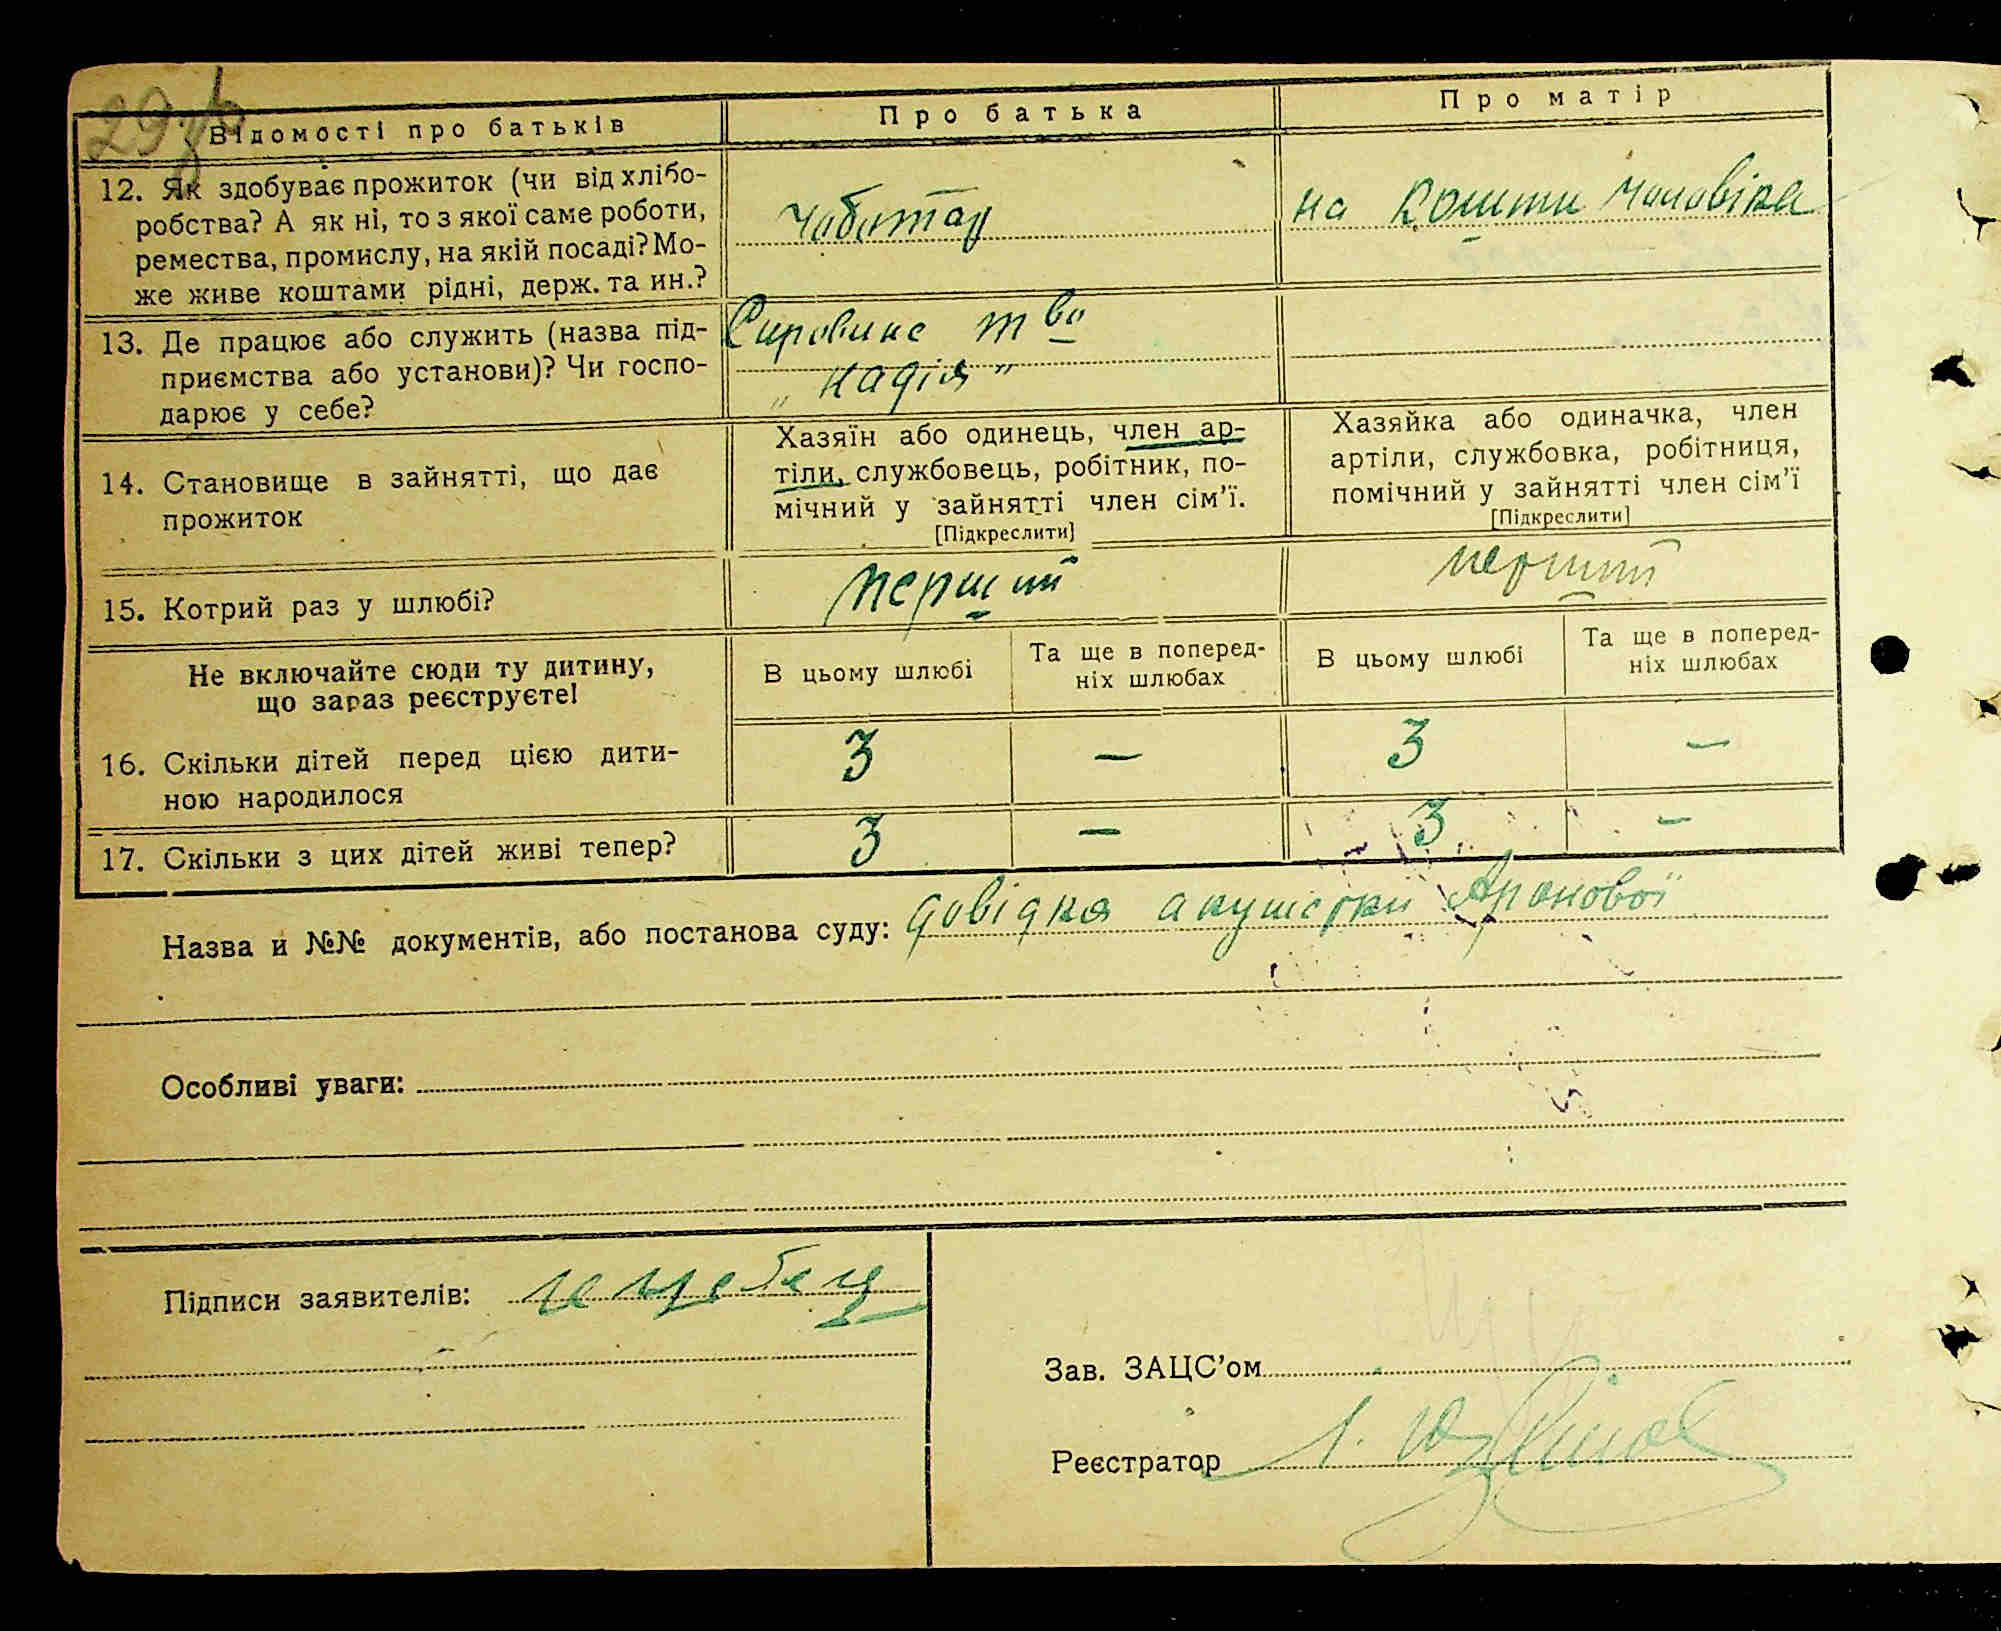 29
Відомості про батьків
Про батька
Про матір
12. Як здобуває прожиток (чи від хлібо-
робства? А як ні, то з якої саме роботи,
ремества, промислу, на якій посаді? Мо-
же живе коштами рідні, держ. та ин.?
чоботар
на кошти чоловіка
13. Де працює або служить (назва під-
приємства або установи)? Чи госпо-
дарює у себе?
тво
„надія"
14. Становище в зайнятті, що дає
прожиток
Хазяїн або одинець, член ар-
тіли, службовець, робітник, по-
мічний у зайнятті член сім'ї.
[Підкреслити]
Хазяйка або одиначка, член
артіли, службовка, робітниця,
помічний у зайнятті член сім'ї
[Підкреслити]
15. Котрий раз у шлюбі?
перший
перший
Не включайте сюди ту дитину,
що зараз реєструєте!
В цьому шлюбі
Та ще в поперед-
ніх шлюбах
В цьому шлюбі
Та ще в поперед-
ніх шлюбах
16. Скільки дітей перед цією дити-
ною народилося
3 — 3 —
17. Скільки з цих дітей живі тепер?
3 — 3 —
Назва и №№ документів, або постанова суду: довідка акушерки Аронової
Особливі уваги:
Підписи заявителів:
Зав. ЗАЦС'ом
Реєстратор